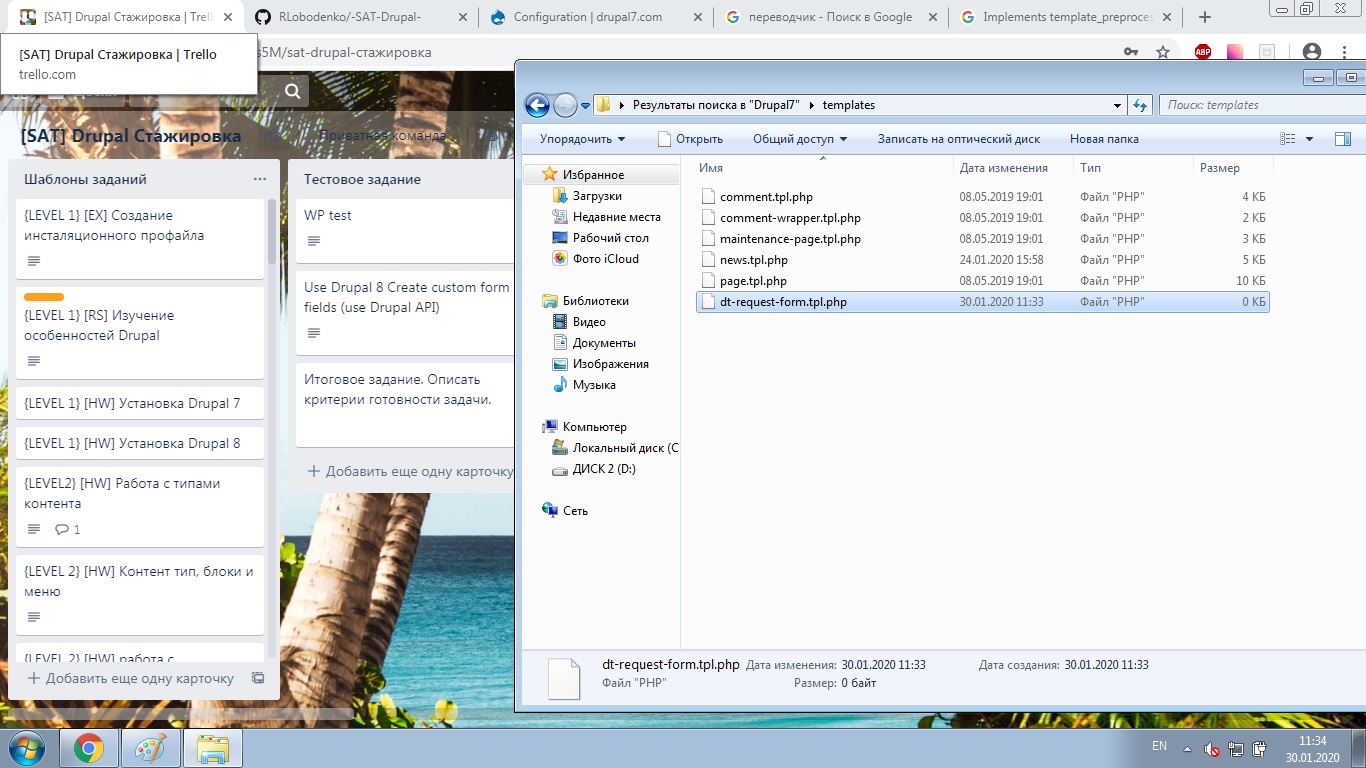 [SAT] Drupal Стажировка | Trell
RLobodenko/-SAT-Drupal-
Configuration | drupal7.com
переводчик - Поиск в Google
Implements template_preproces
[SAT] Drupal Стажировка | Trello
trello.com
s5M/sat-drupal-стажировка
ABP
[SAT] Drupal Стажировка
Приватная команда
Шаблоны заданий
{LEVEL 1} [EX] Создание
инсталяционного профайла
{LEVEL 1} [RS] Изучение
особенностей Drupal
{LEVEL 1} [HW] Установка Drupal 7
{LEVEL 1} [HW] Установка Drupal 8
{LEVEL2} [HW] Работа с типами
контента
1
{LEVEL 2} [HW] Контент тип, блоки и
меню
{LEVEL 2} [HW] работа с
Добавить еще одну карточку
Тестовое задание
WP test
Use Drupal 8 Create custom form
fields (use Drupal API)
Итоговое задание. Описать
критерии готовности задачи.
Добавить еще одну карточку
Результаты поиска в "Drupal7"
templates
Поиск: templates
Упорядочить
Открыть
Общий доступ
Записать на оптический диск
Новая папка
Избранное
Загрузки
Недавние места
Рабочий стол
Фото iCloud
Библиотеки
Видео
Документы
Изображения
Музыка
Компьютер
Локальный диск (C
ДИСК 2 (D:)
Сеть
Имя Дата изменения Тип Размер
comment.tpl.php 08.05.2019 19:01 Файл "PHP" 4 КБ
comment-wrapper.tpl.php 08.05.2019 19:01 Файл "PHP" 2 КБ
maintenance-page.tpl.php 08.05.2019 19:01 Файл "PHP" 3 КБ
news.tpl.php 24.01.2020 15:58 Файл "PHP" 5 КБ
page.tpl.php 08.05.2019 19:01 Файл "PHP" 10 КБ
dt-request-form.tpl.php 30.01.2020 11:33 Файл "PHP" 0 КБ
dt-request-form.tpl.php Дата изменения: 30.01.2020 11:33 Дата создания: 30.01.2020 11:33
Файл "PHP" Размер: 0 байт
EN
11:34
30.01.2020